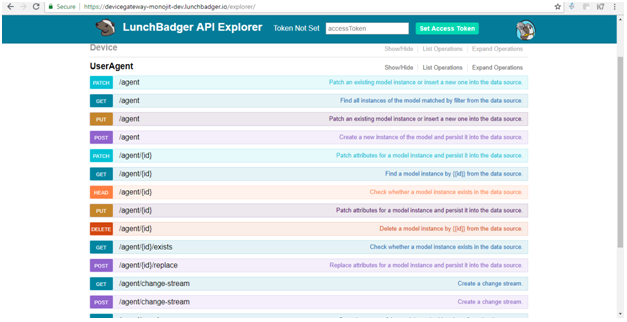 Secure https://devicegateway-monojit-dev.lunchbadger.io/explorer/
LunchBadger API Explorer Token Not Set accessToken Set Access Token
Device Show/Hide List Operations Expand Operations
UserAgent Show/Hide List Operations Expand Operations
PATCH /agent Patch an existing model instance or insert a new one into the data source.
GET /agent Find all instances of the model matched by filter from the data source.
PUT /agent Patch an existing model instance or insert a new one into the data source.
POST /agent Create a new instance of the model and persist it into the data source.
PATCH /agent/{id} Patch attributes for a model instance and persist it into the data source.
GET /agent/{id} Find a model instance by {{id}} from the data source.
HEAD /agent/{id} Check whether a model instance exists in the data source.
PUT /agent/{id} Patch attributes for a model instance and persist it into the data source.
DELETE /agent/{id} Delete a model instance by {{id}} from the data source.
GET /agent/{id}/exists Check whether a model instance exists in the data source.
POST /agent/{id}/replace Replace attributes for a model instance and persist it into the data source.
GET /agent/change-stream Create a change stream.
POST /agent/change-stream Create a change stream.